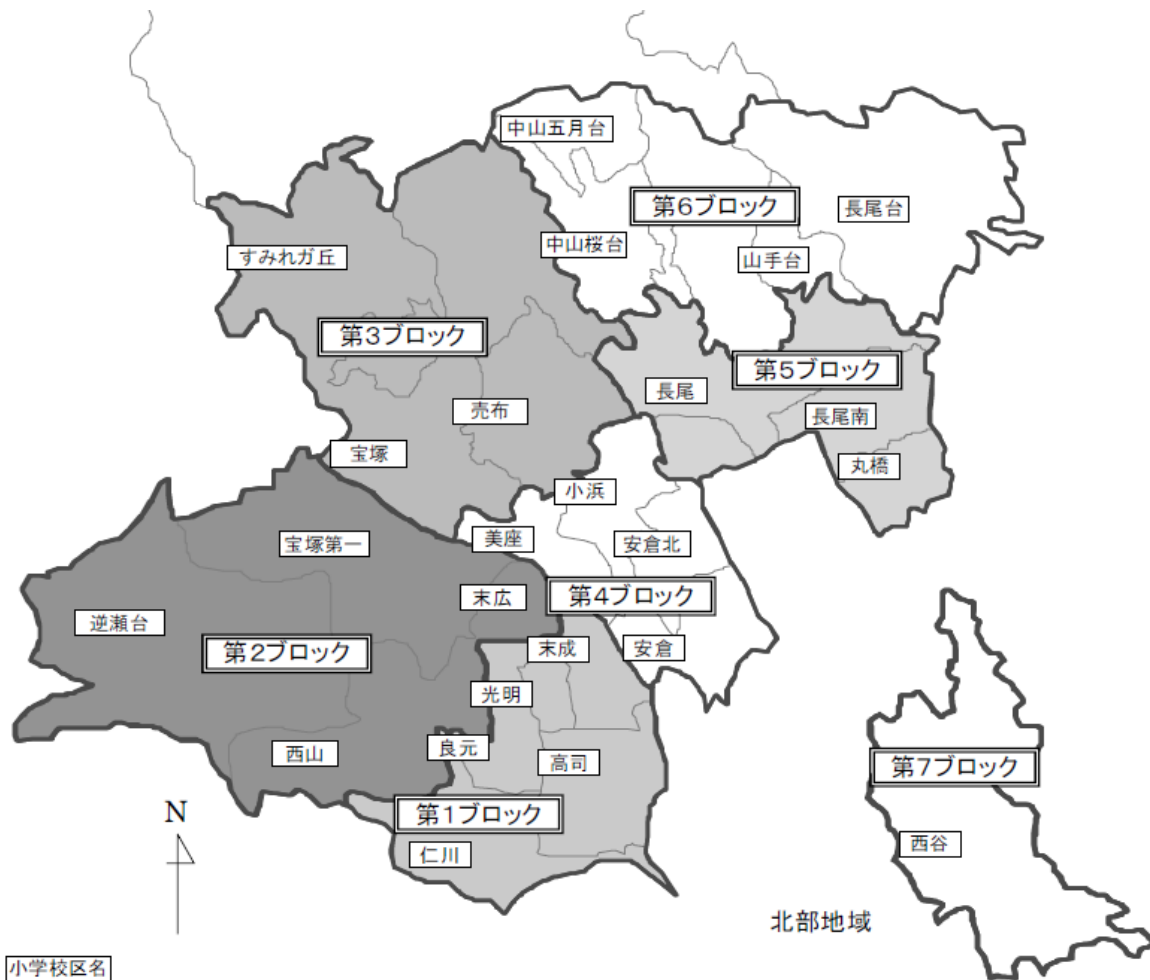 中山五月台
第6ブロック
長尾台
中山桜台
山手台
すみれガ丘
第3ブロック
第5ブロック
長尾
売布
長尾南
宝塚
丸橋
小浜
美座
宝塚第一
安倉北
末広
第4ブロック
逆瀬台
第2ブロック
末成
安倉
光明
西山
良元
高司
第7ブロック
N
第1ブロック
仁川
西谷
北部地域
小学校区名